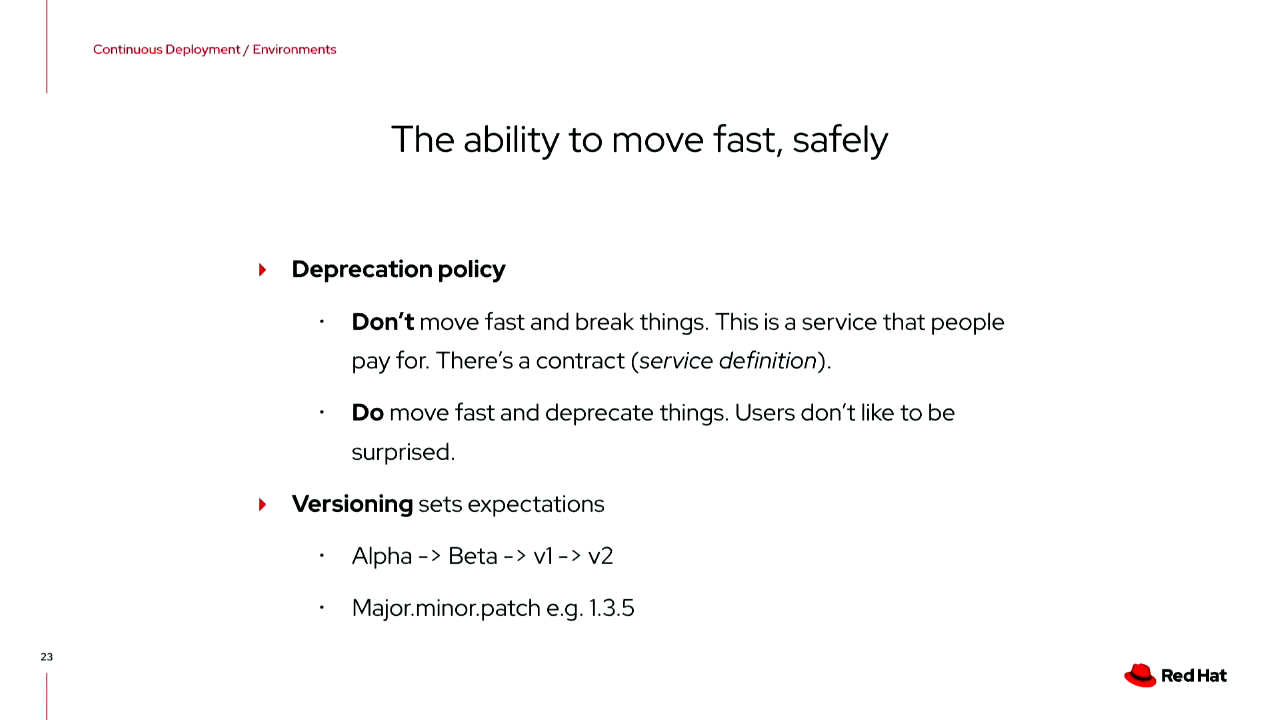 Continuous Deployment / Environments
The ability to move fast, safely
Deprecation policy
Don’t move fast and break things. This is a service that people
pay for. There’s a contract (service definition).
Do move fast and deprecate things. Users don’t like to be
surprised.
Versioning sets expectations
Alpha -> Beta -> v1 -> v2
Major.minor.patch e.g. 1.3.5
23
Red Hat